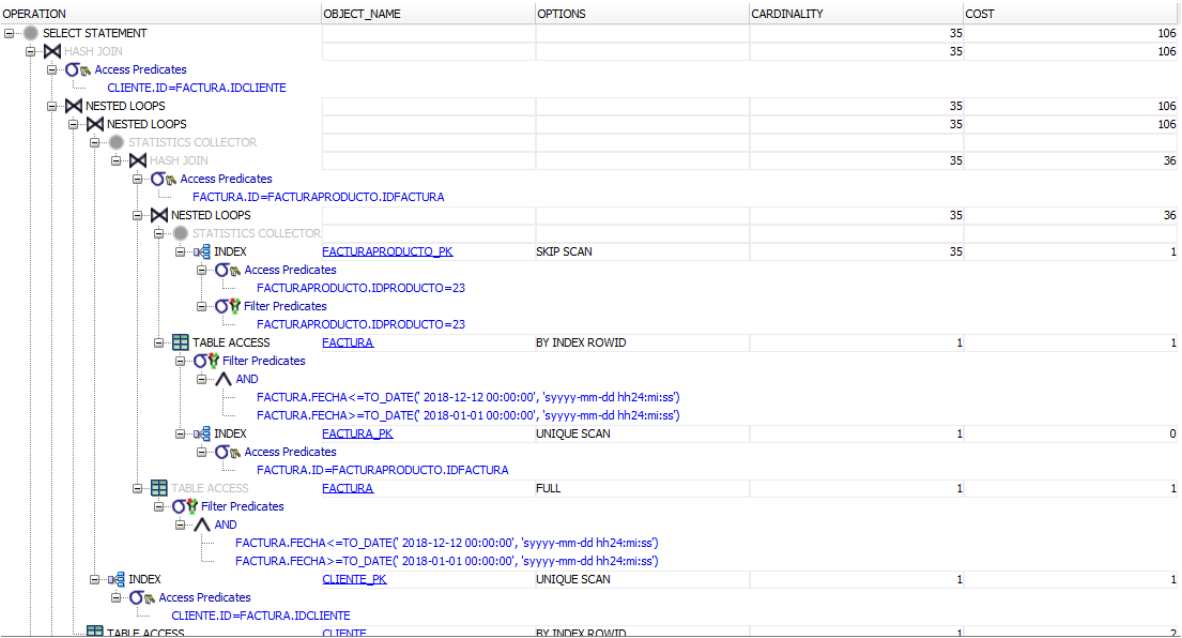 OPERATION OBJECT_NAME OPTIONS CARDINALITY COST
SELECT STATEMENT 35 106
HASH JOIN 35 106
Access Predicates
CLIENTE.ID=FACTURA.IDCLIENTE
NESTED LOOPS 35 106
NESTED LOOPS 35 106
STATISTICS COLLECTOR
HASH JOIN 35 36
Access Predicates
FACTURA.ID=FACTURAPRODUCTO.IDFACTURA
NESTED LOOPS 35 36
STATISTICS COLLECTOR
INDEX FACTURAPRODUCTO_PK SKIP SCAN 35 1
Access Predicates
FACTURAPRODUCTO.IDPRODUCTO=23
Filter Predicates
FACTURAPRODUCTO.IDPRODUCTO=23
TABLE ACCESS FACTURA BY INDEX ROWID 1 1
Filter Predicates
AND
FACTURA.FECHA<=TO_DATE(' 2018-12-12 00:00:00', 'syyyy-mm-dd hh24:mi:ss')
FACTURA.FECHA>=TO_DATE(' 2018-01-01 00:00:00', 'syyyy-mm-dd hh24:mi:ss')
INDEX FACTURA_PK UNIQUE SCAN 1 0
Access Predicates
FACTURA.ID=FACTURAPRODUCTO.IDFACTURA
TABLE ACCESS FACTURA FULL 1 1
Filter Predicates
AND
FACTURA.FECHA<=TO_DATE(' 2018-12-12 00:00:00', 'syyyy-mm-dd hh24:mi:ss')
FACTURA.FECHA>=TO_DATE(' 2018-01-01 00:00:00', 'syyyy-mm-dd hh24:mi:ss')
INDEX CLIENTE_PK UNIQUE SCAN 1 1
Access Predicates
CLIENTE.ID=FACTURA.IDCLIENTE
TABLE ACCESS CLIENTE BY INDEX ROWID 1 2